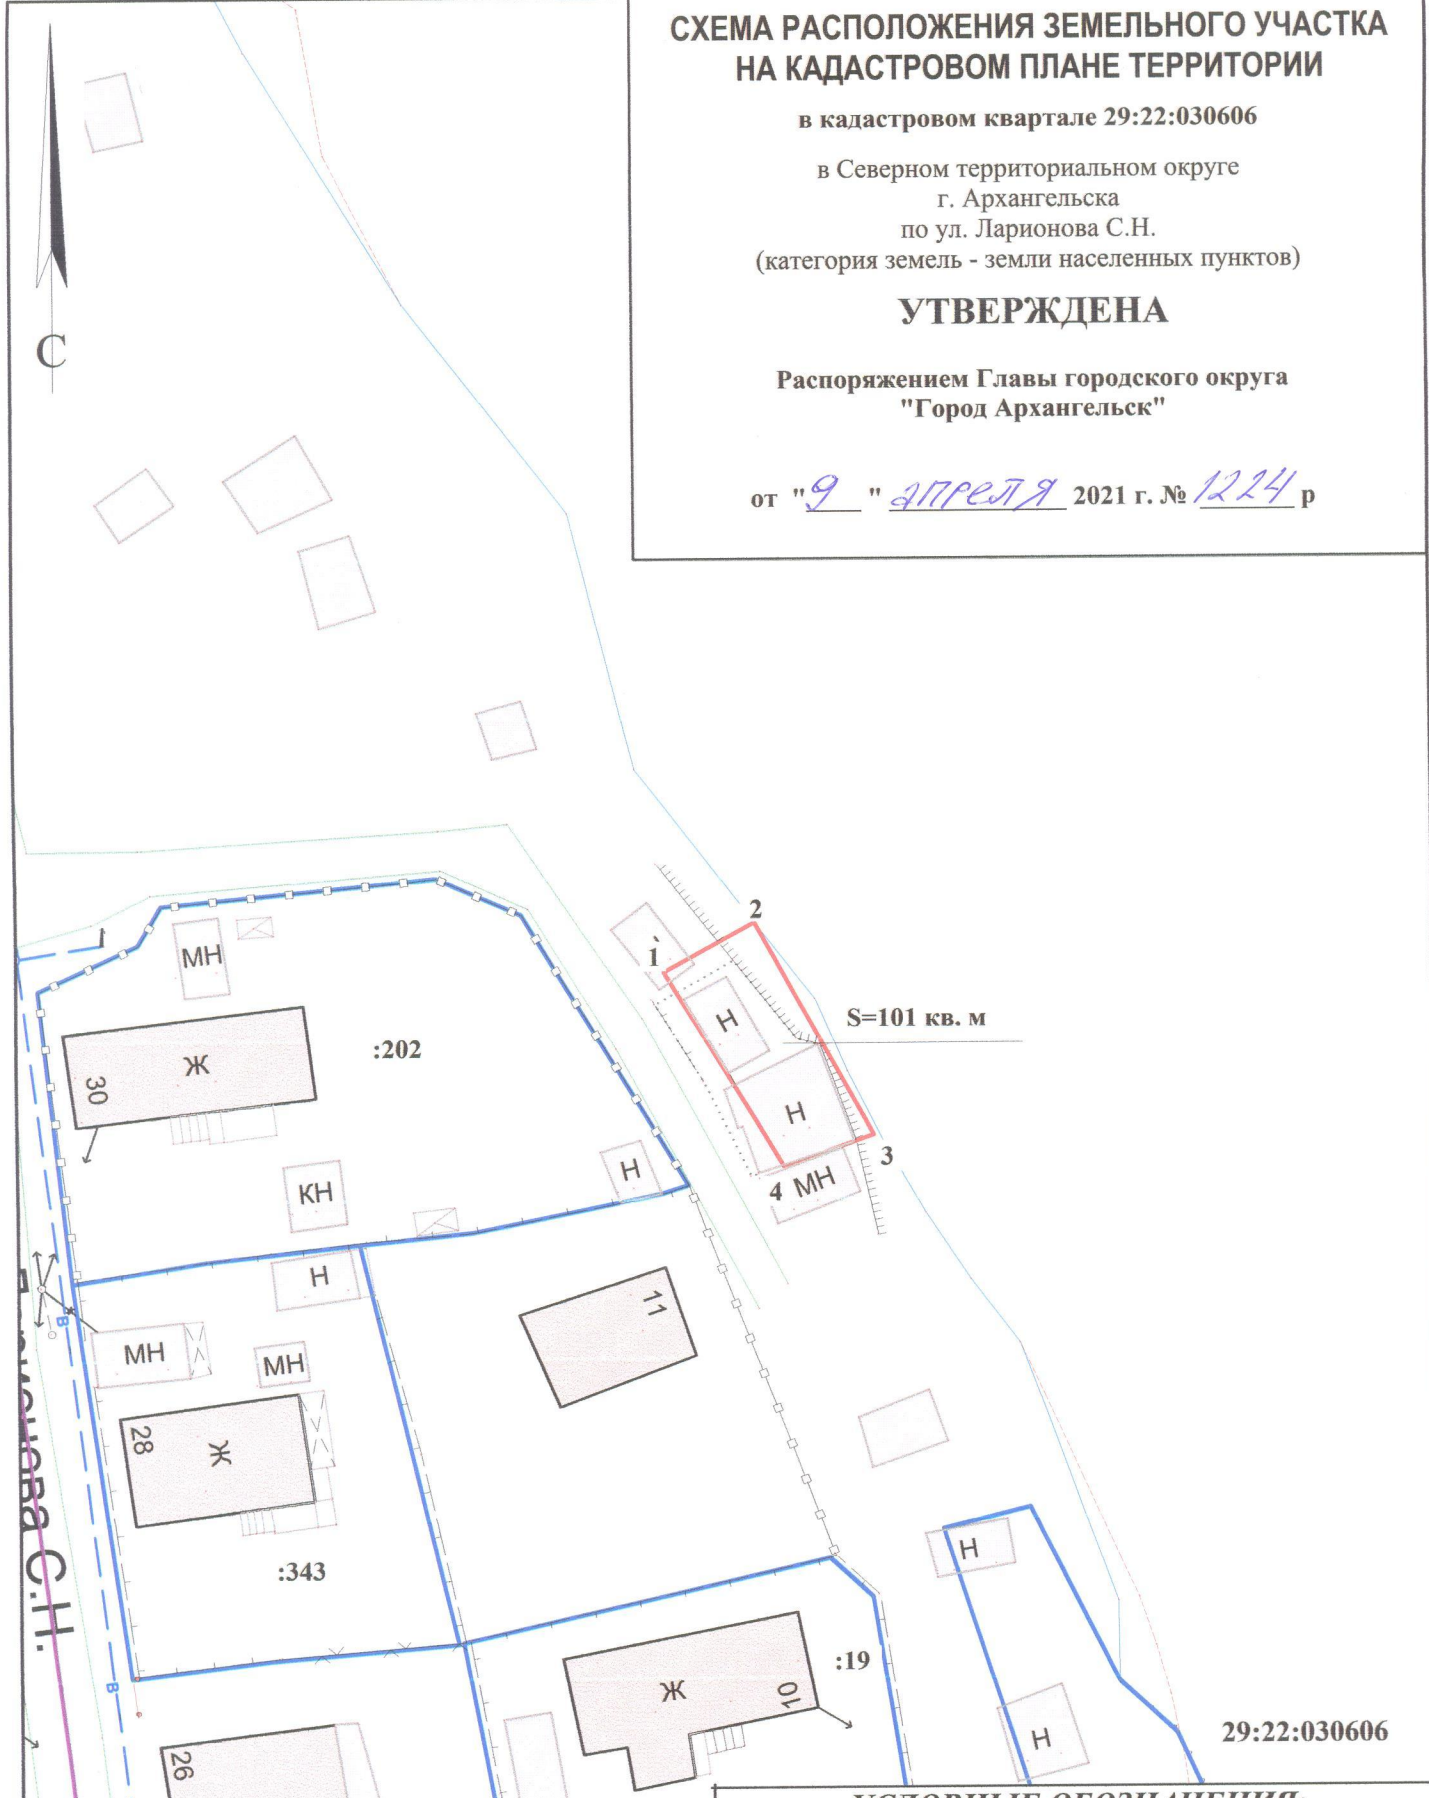 СХЕМА РАСПОЛОЖЕНИЯ ЗЕМЕЛЬНОГО УЧАСТКА
НА КАДАСТРОВОМ ПЛАНЕ ТЕРРИТОРИИ
в кадастровом квартале 29:22:030606
в Северном территориальном округе
г. Архангельска
по ул. Ларионова С.Н.
(категория земель - земли населенных пунктов)
УТВЕРЖДЕНА
Распоряжением Главы городского округа
"Город Архангельск"
от "9" апреля 2021 г. № 1224 р
С
2
1
МН
S=101 кв. м
Н
:202
Ж
30
Н
3
4
МН
КН
Н
Н
11
В
МН
МН
28
Ж
С.Н.
:343
Н
:19
Ж
10
В
26
Н
29:22:030606
УСЛОВНЫЕ ОБОЗНАЧЕНИЯ: